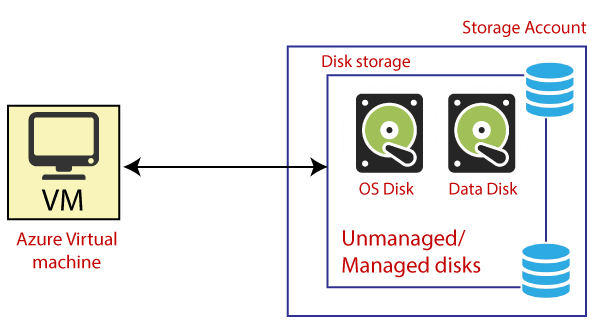 Storage Account
Disk storage
OS Disk
Data Disk
VM
Azure Virtual
machine
Unmanaged/
Managed disks